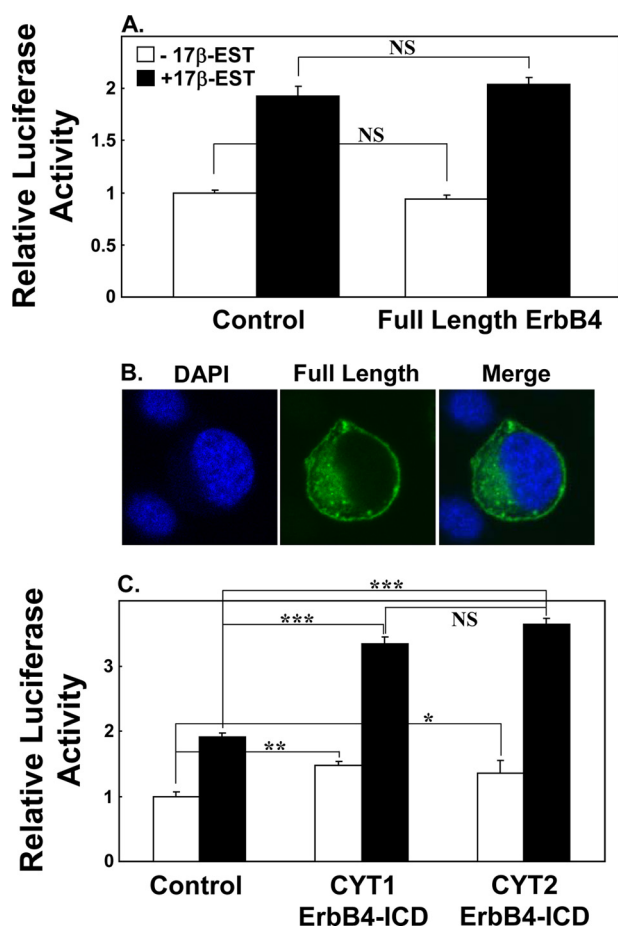 A.
- 17β-EST
+17β-EST
NS
NS
Relative Luciferase
Activity
2
1.5
1
0.5
0
Control Full Length ErbB4
B.
DAPI Full Length Merge
C.
***
***
NS
*
**
Relative Luciferase
Activity
3
2
1
0
Control CYT1 CYT2
ErbB4-ICD ErbB4-ICD